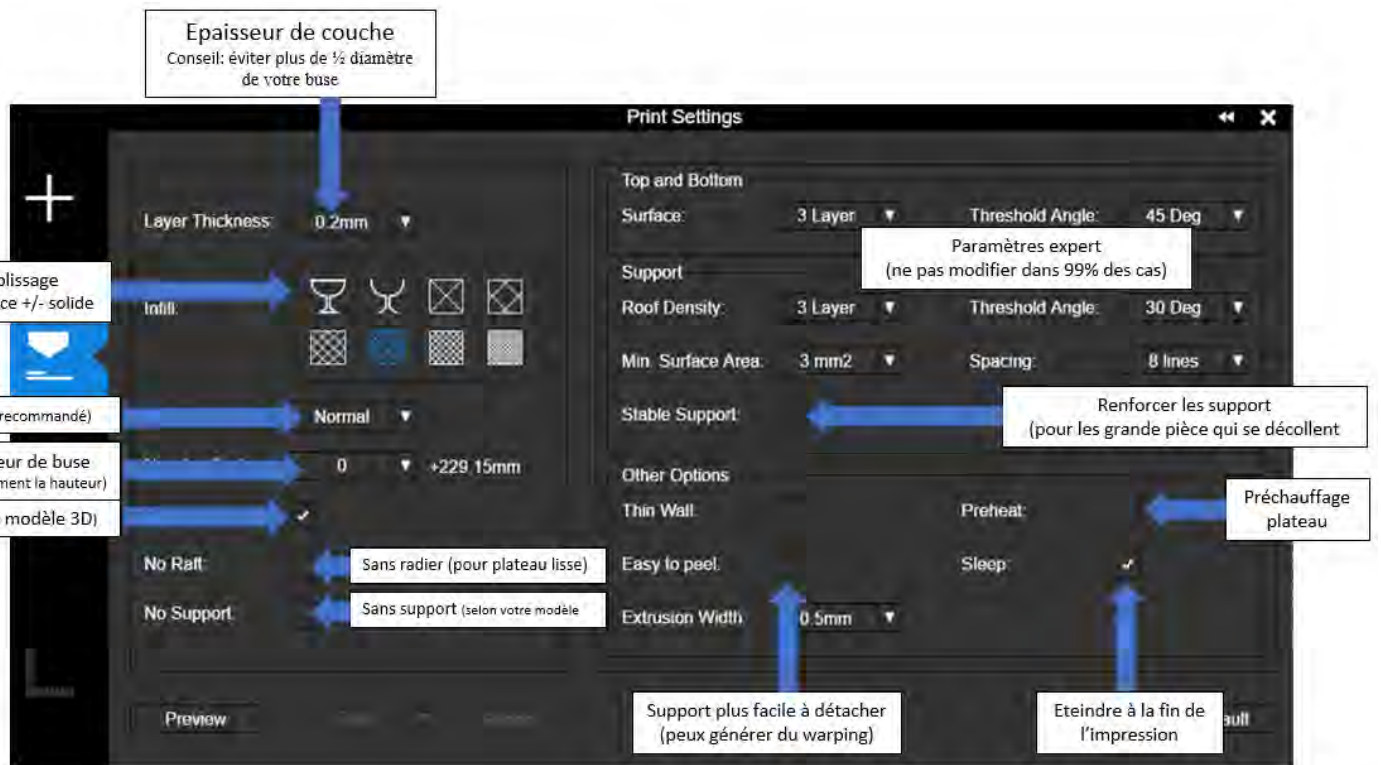 Epaisseur de couche
Conseil: éviter plus de ½ diamètre
de votre buse
Print Settings
Top and Bottom
Layer Thickness: 0.2mm
Surface: 3 Layer Threshold Angle: 45 Deg
Paramètres expert
(ne pas modifier dans 99% des cas)
plissage
ce +/- solide
Infill:
Support
Roof Density: 3 Layer Threshold Angle: 30 Deg
Min. Surface Area: 3 mm2 Spacing: 8 lines
recommandé)
Normal
Stable Support:
Renforcer les support
(pour les grande pièce qui se décollent
eur de buse
ment la hauteur)
0 +229.15mm
Other Options
modèle 3D)
Thin Wall: Preheat:
Préchauffage
plateau
No Raft: Sans radier (pour plateau lisse)
Easy to peel: Sleep:
No Support: Sans support (selon votre modèle
Extrusion Width: 0.5mm
Preview
Support plus facile à détacher
(peux générer du warping)
Eteindre à la fin de
l'impression
ault